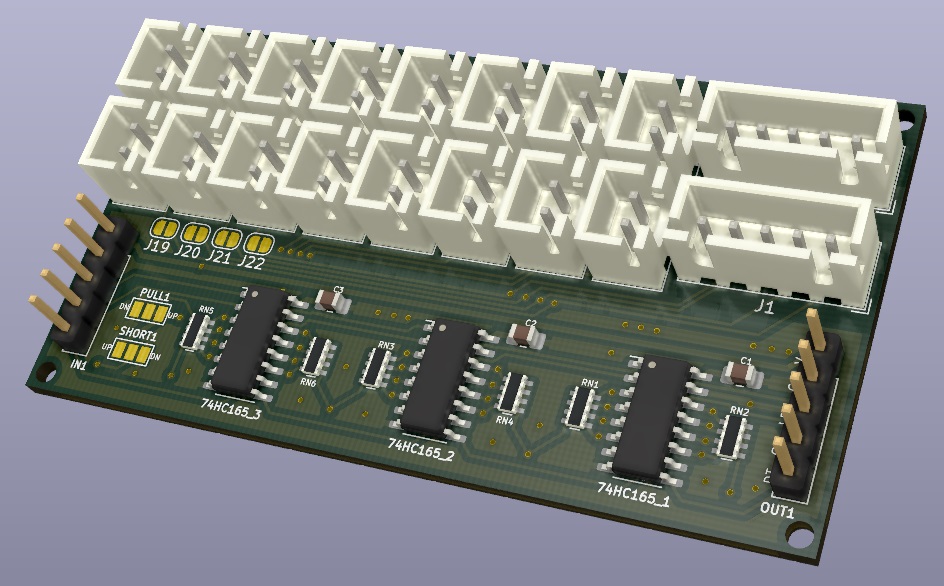 J19 J20 J21 J22
J1
PULL1
DN
UP
SHORT1
UP
DN
IN1
RN5
C3
RN6
RN3
C2
RN4
RN1
C1
RN2
74HC165_3
74HC165_2
74HC165_1
OUT1